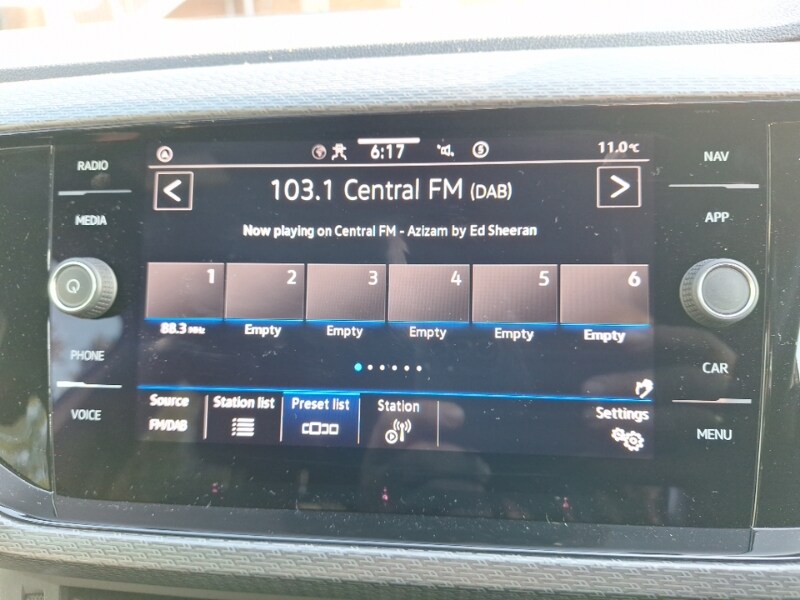 RADIO
MEDIA
PHONE
VOICE
6:17
11.0°C
< 103.1 Central FM (DAB) >
Now playing on Central FM - Azizam by Ed Sheeran
1 2 3 4 5 6
88.3 MHz Empty Empty Empty Empty Empty
Source Station list Preset list Station Settings
FM/DAB
NAV
APP
CAR
MENU